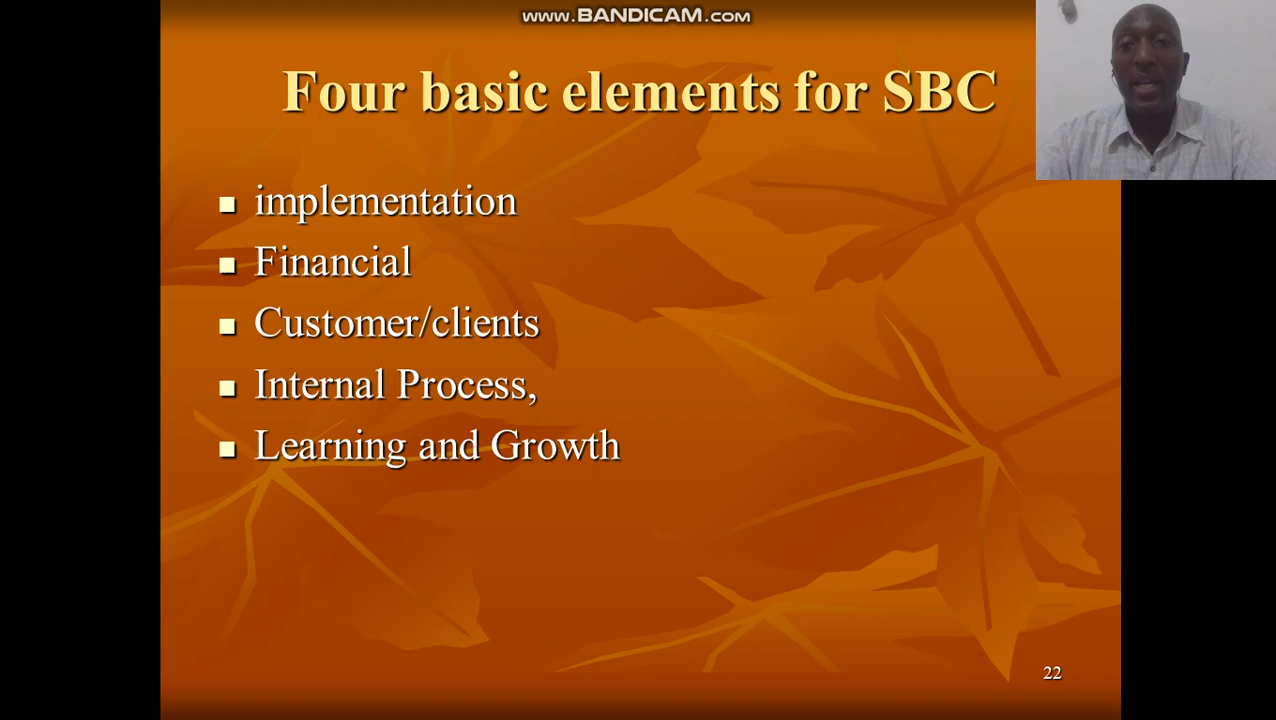 www.BANDICAM.com
Four basic elements for SBC
implementation
Financial
Customer/clients
Internal Process,
Learning and Growth
22